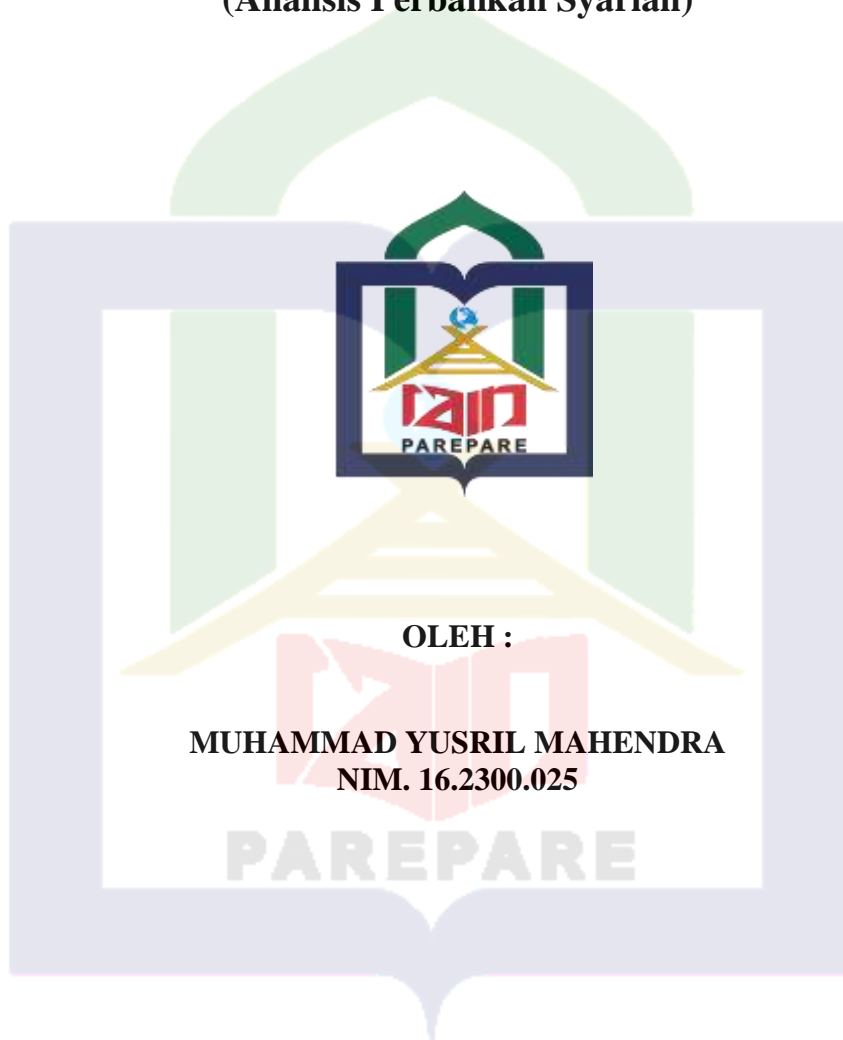 (Analisis Perbankan Syariah)
iain
PAREPARE
OLEH :
MUHAMMAD YUSRIL MAHENDRA
NIM. 16.2300.025
PAREPARE